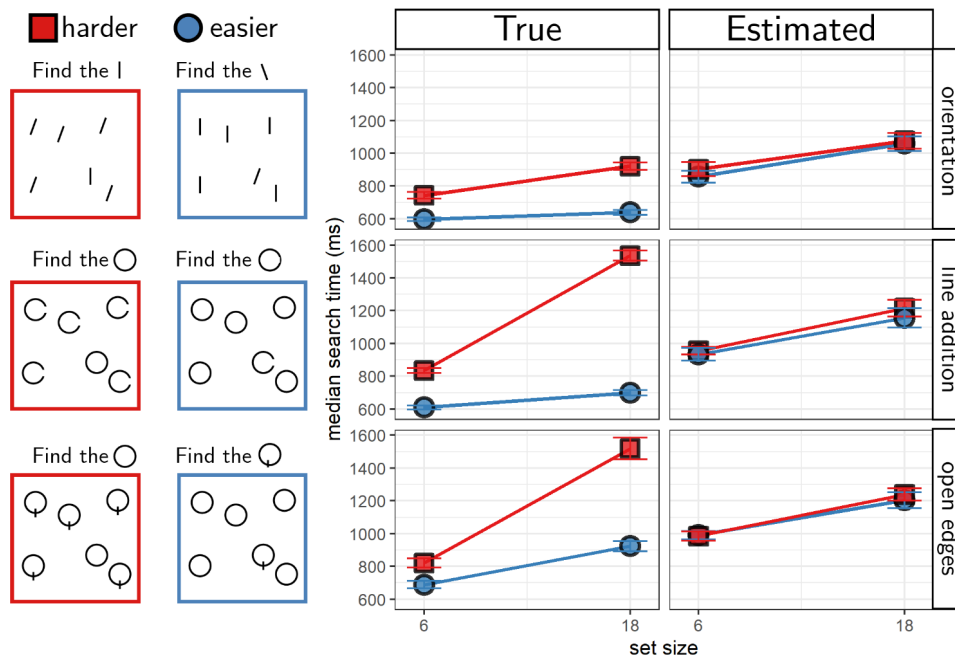 harder
easier
True
Estimated
Find the |
Find the \
Find the ◯
Find the ◯
Find the ◯
Find the
median search time (ms)
1600
1400
1200
1000
800
600
orientation
1600
1400
1200
1000
800
600
line addition
1600
1400
1200
1000
800
600
open edges
6
18
6
18
set size